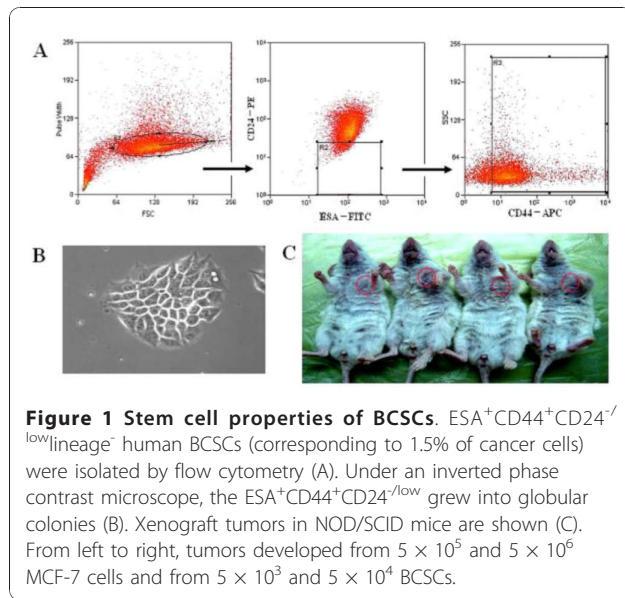 A
256
192
128
64
0
Pulse Width
0 64 128 192 256
FSC
10⁴
10³
10²
10¹
10⁰
CD24-PE
R2
10⁰ 10¹ 10² 10³ 10⁴
ESA-FITC
256
192
128
64
0
SSC
R3
10⁰ 10¹ 10² 10³ 10⁴
CD44-APC
B
C
Figure 1 Stem cell properties of BCSCs. ESA⁺CD44⁺CD24⁻/
ˡᵒʷlineage⁻ human BCSCs (corresponding to 1.5% of cancer cells)
were isolated by flow cytometry (A). Under an inverted phase
contrast microscope, the ESA⁺CD44⁺CD24⁻/ˡᵒʷ grew into globular
colonies (B). Xenograft tumors in NOD/SCID mice are shown (C).
From left to right, tumors developed from 5 × 10⁵ and 5 × 10⁶
MCF-7 cells and from 5 × 10³ and 5 × 10⁴ BCSCs.